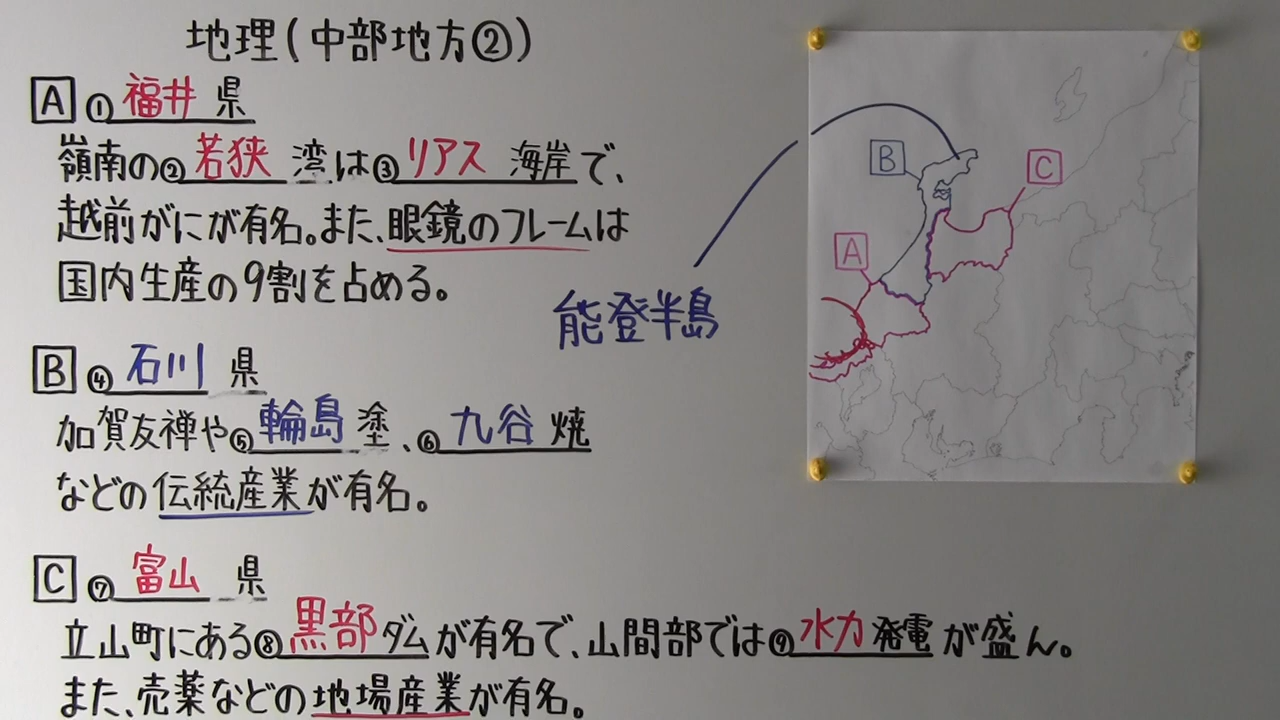 地理(中部地方②)
A ①福井県
嶺南の②若狭湾は③リアス海岸で、
越前がにが有名。また、眼鏡のフレームは
国内生産の9割を占める。
B ④石川県
加賀友禅や⑤輪島塗、⑥九谷焼
などの伝統産業が有名。
C ⑦富山県
立山町にある⑧黒部ダムが有名で、山間部では⑨水力発電が盛ん。
また、売薬などの地場産業が有名。
能登半島
B
C
A